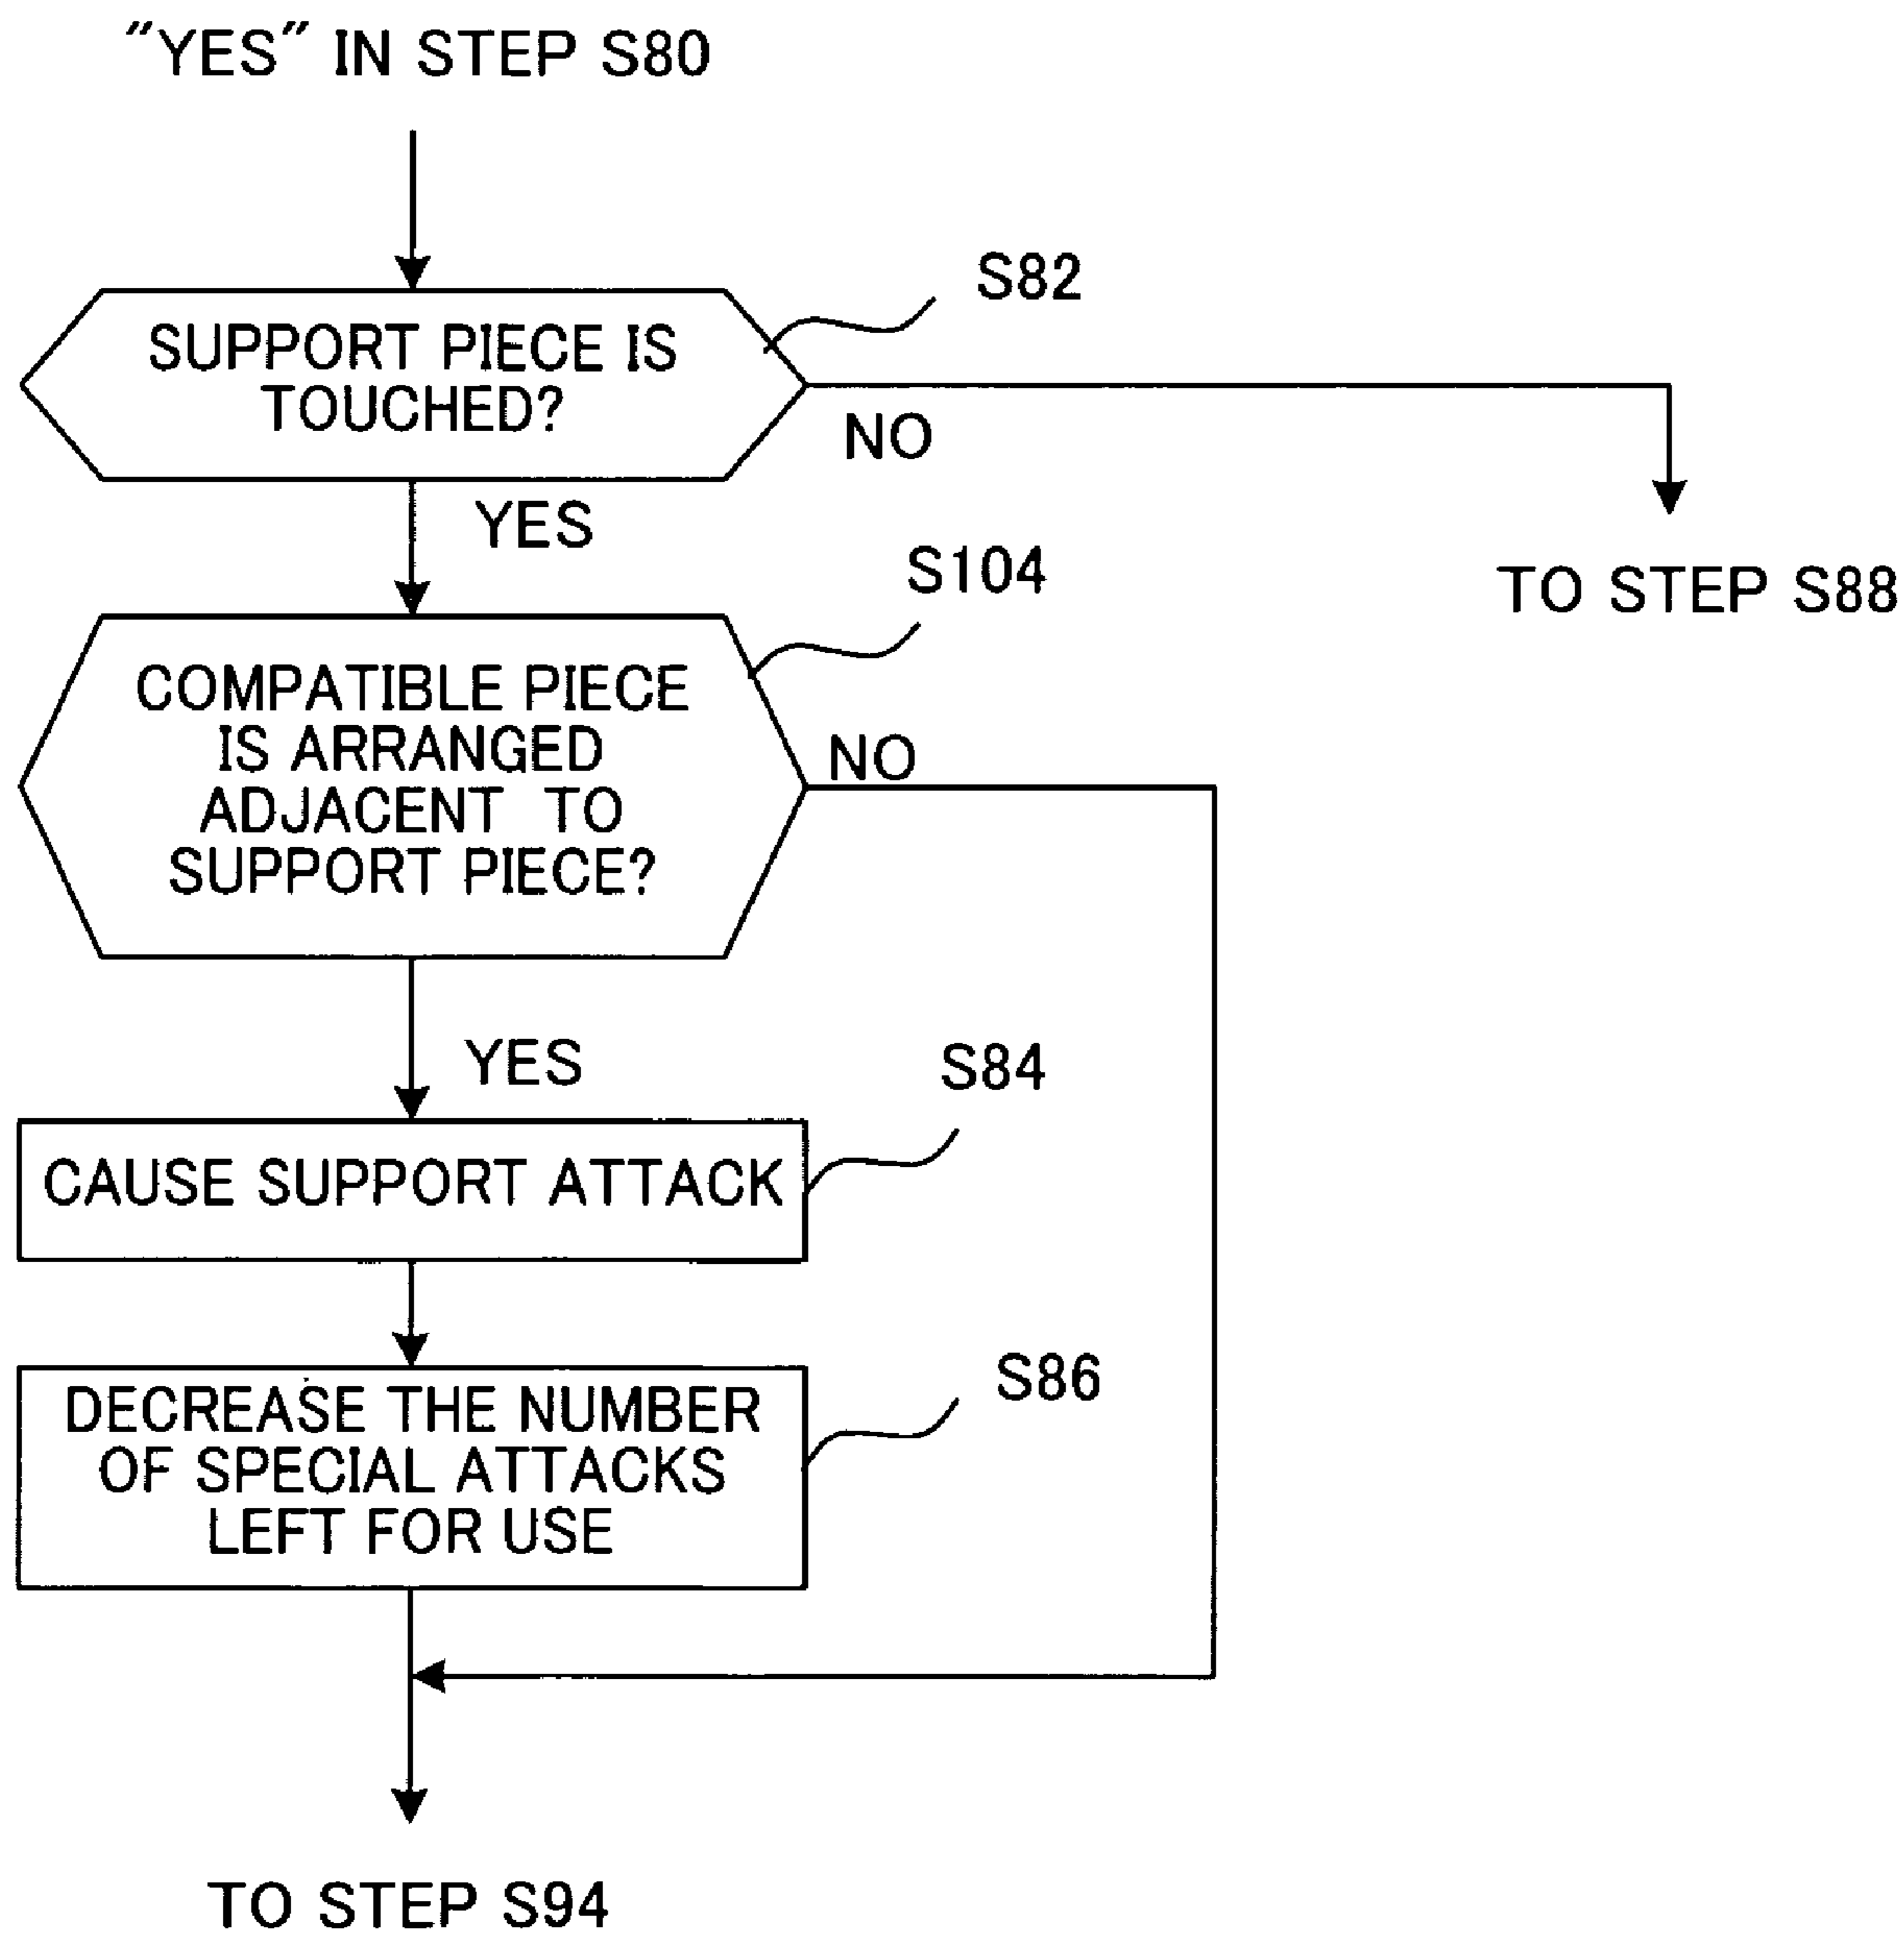 "YES" IN STEP S80
S82
SUPPORT PIECE IS
TOUCHED?
NO
YES
TO STEP S88
S104
COMPATIBLE PIECE
IS ARRANGED
ADJACENT TO
SUPPORT PIECE?
NO
YES
S84
CAUSE SUPPORT ATTACK
S86
DECREASE THE NUMBER
OF SPECIAL ATTACKS
LEFT FOR USE
TO STEP S94